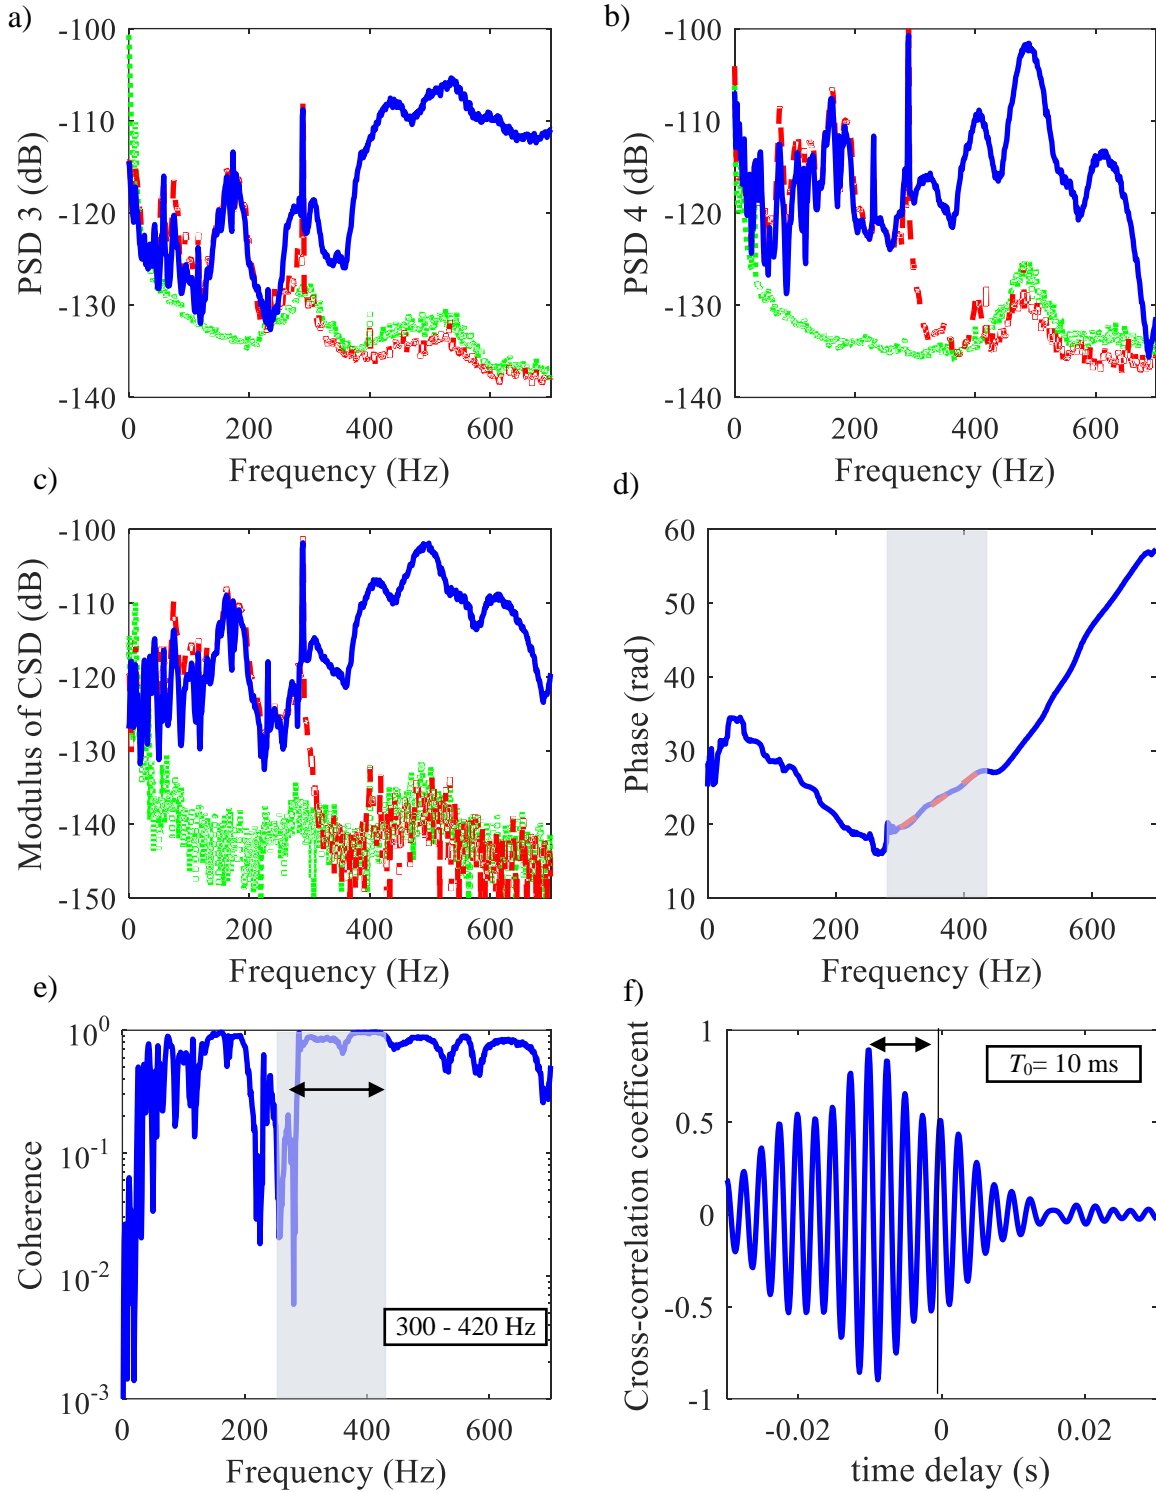 a)
-100
-110
-120
-130
-140
PSD 3 (dB)
0
200
400
600
Frequency (Hz)
b)
-100
-110
-120
-130
-140
PSD 4 (dB)
0
200
400
600
Frequency (Hz)
c)
-100
-110
-120
-130
-140
-150
Modulus of CSD (dB)
0
200
400
600
Frequency (Hz)
d)
60
50
40
30
20
10
Phase (rad)
0
200
400
600
Frequency (Hz)
e)
10^0
10^-1
10^-2
10^-3
Coherence
300 - 420 Hz
0
200
400
600
Frequency (Hz)
f)
1
0.5
0
-0.5
-1
Cross-correlation coefficent
T0= 10 ms
-0.02
0
0.02
time delay (s)